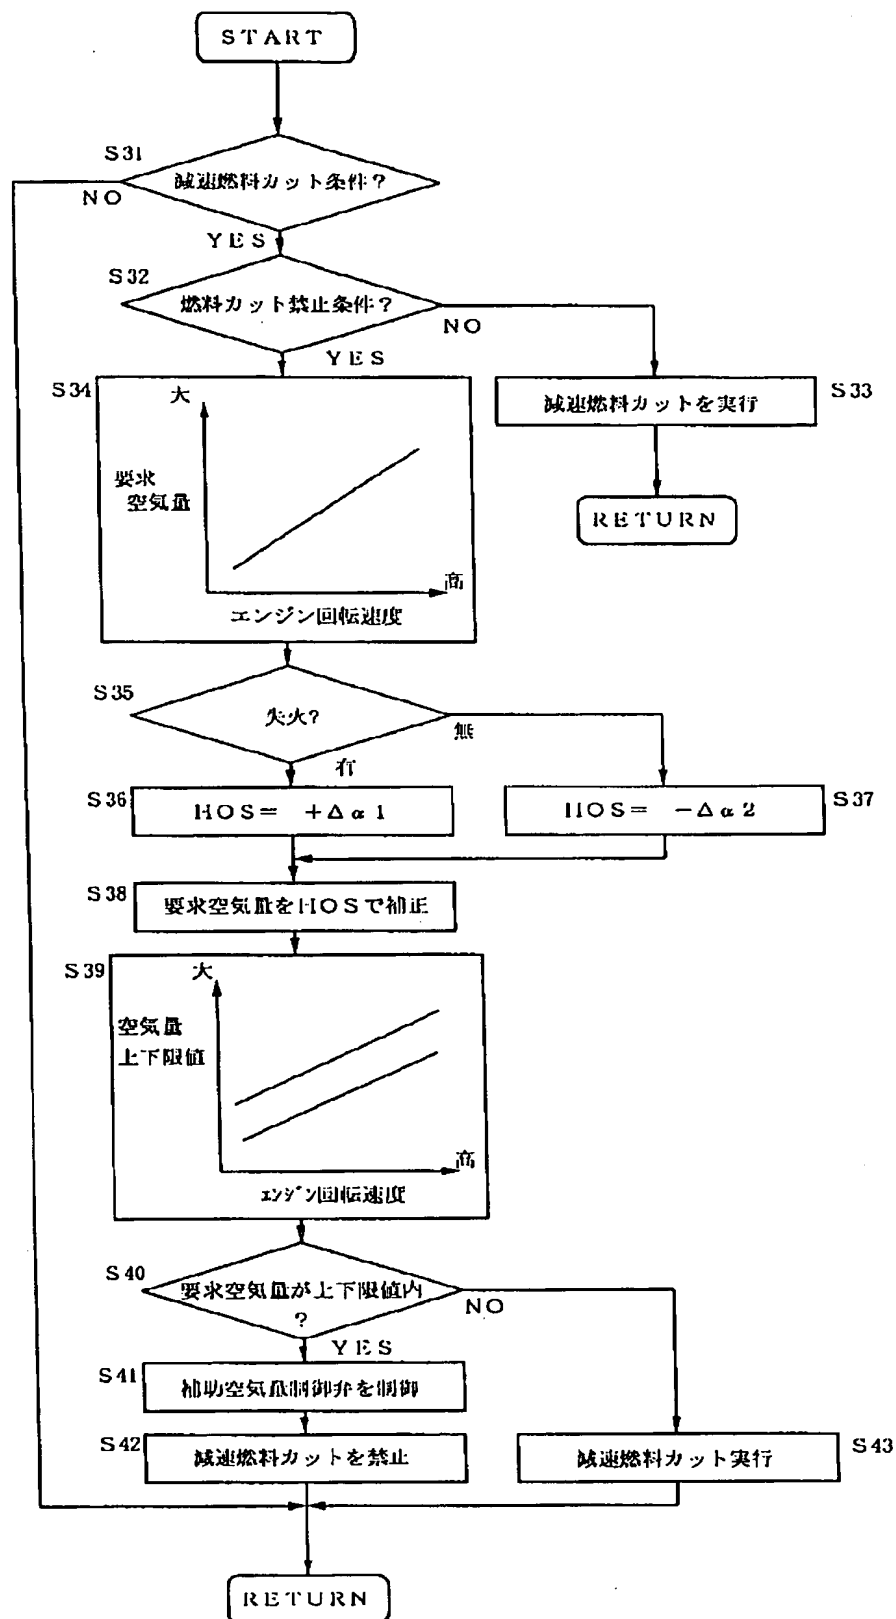 START
S31
減速燃料カット条件?
NO
YES
S32
燃料カット禁止条件?
NO
YES
S34
大
要求
空気量
高
エンジン回転速度
減速燃料カットを実行
S33
RETURN
S35
失火?
無
有
S36
HOS= +Δα1
HOS= -Δα2
S37
S38
要求空気量をHOSで補正
S39
大
空気量
上下限値
高
エンジン回転速度
S40
要求空気量が上下限値内
?
NO
YES
S41
補助空気量制御弁を制御
S42
減速燃料カットを禁止
減速燃料カット実行
S43
RETURN